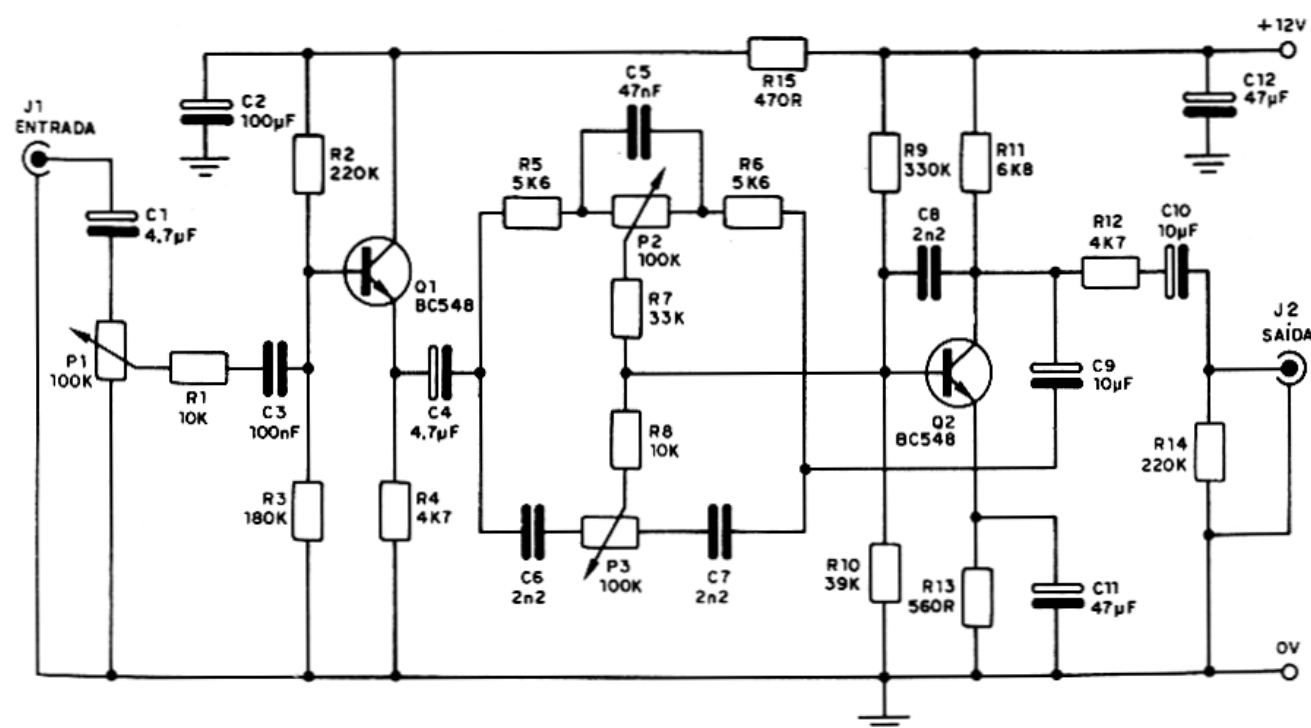 +12V
C5
47nF
R15
470R
C12
47µF
C2
100µF
J1
ENTRADA
R2
220K
R5
5K6
R6
5K6
R9
330K
R11
6K8
C1
4,7µF
P2
100K
C8
2n2
R12
4K7
C10
10µF
Q1
BC548
R7
33K
J2
SAÍDA
P1
100K
R1
10K
C3
100nF
C4
4,7µF
C9
10µF
Q2
BC548
R8
10K
R14
220K
R3
180K
R4
4K7
C6
2n2
P3
100K
C7
2n2
R10
39K
R13
560R
C11
47µF
0V